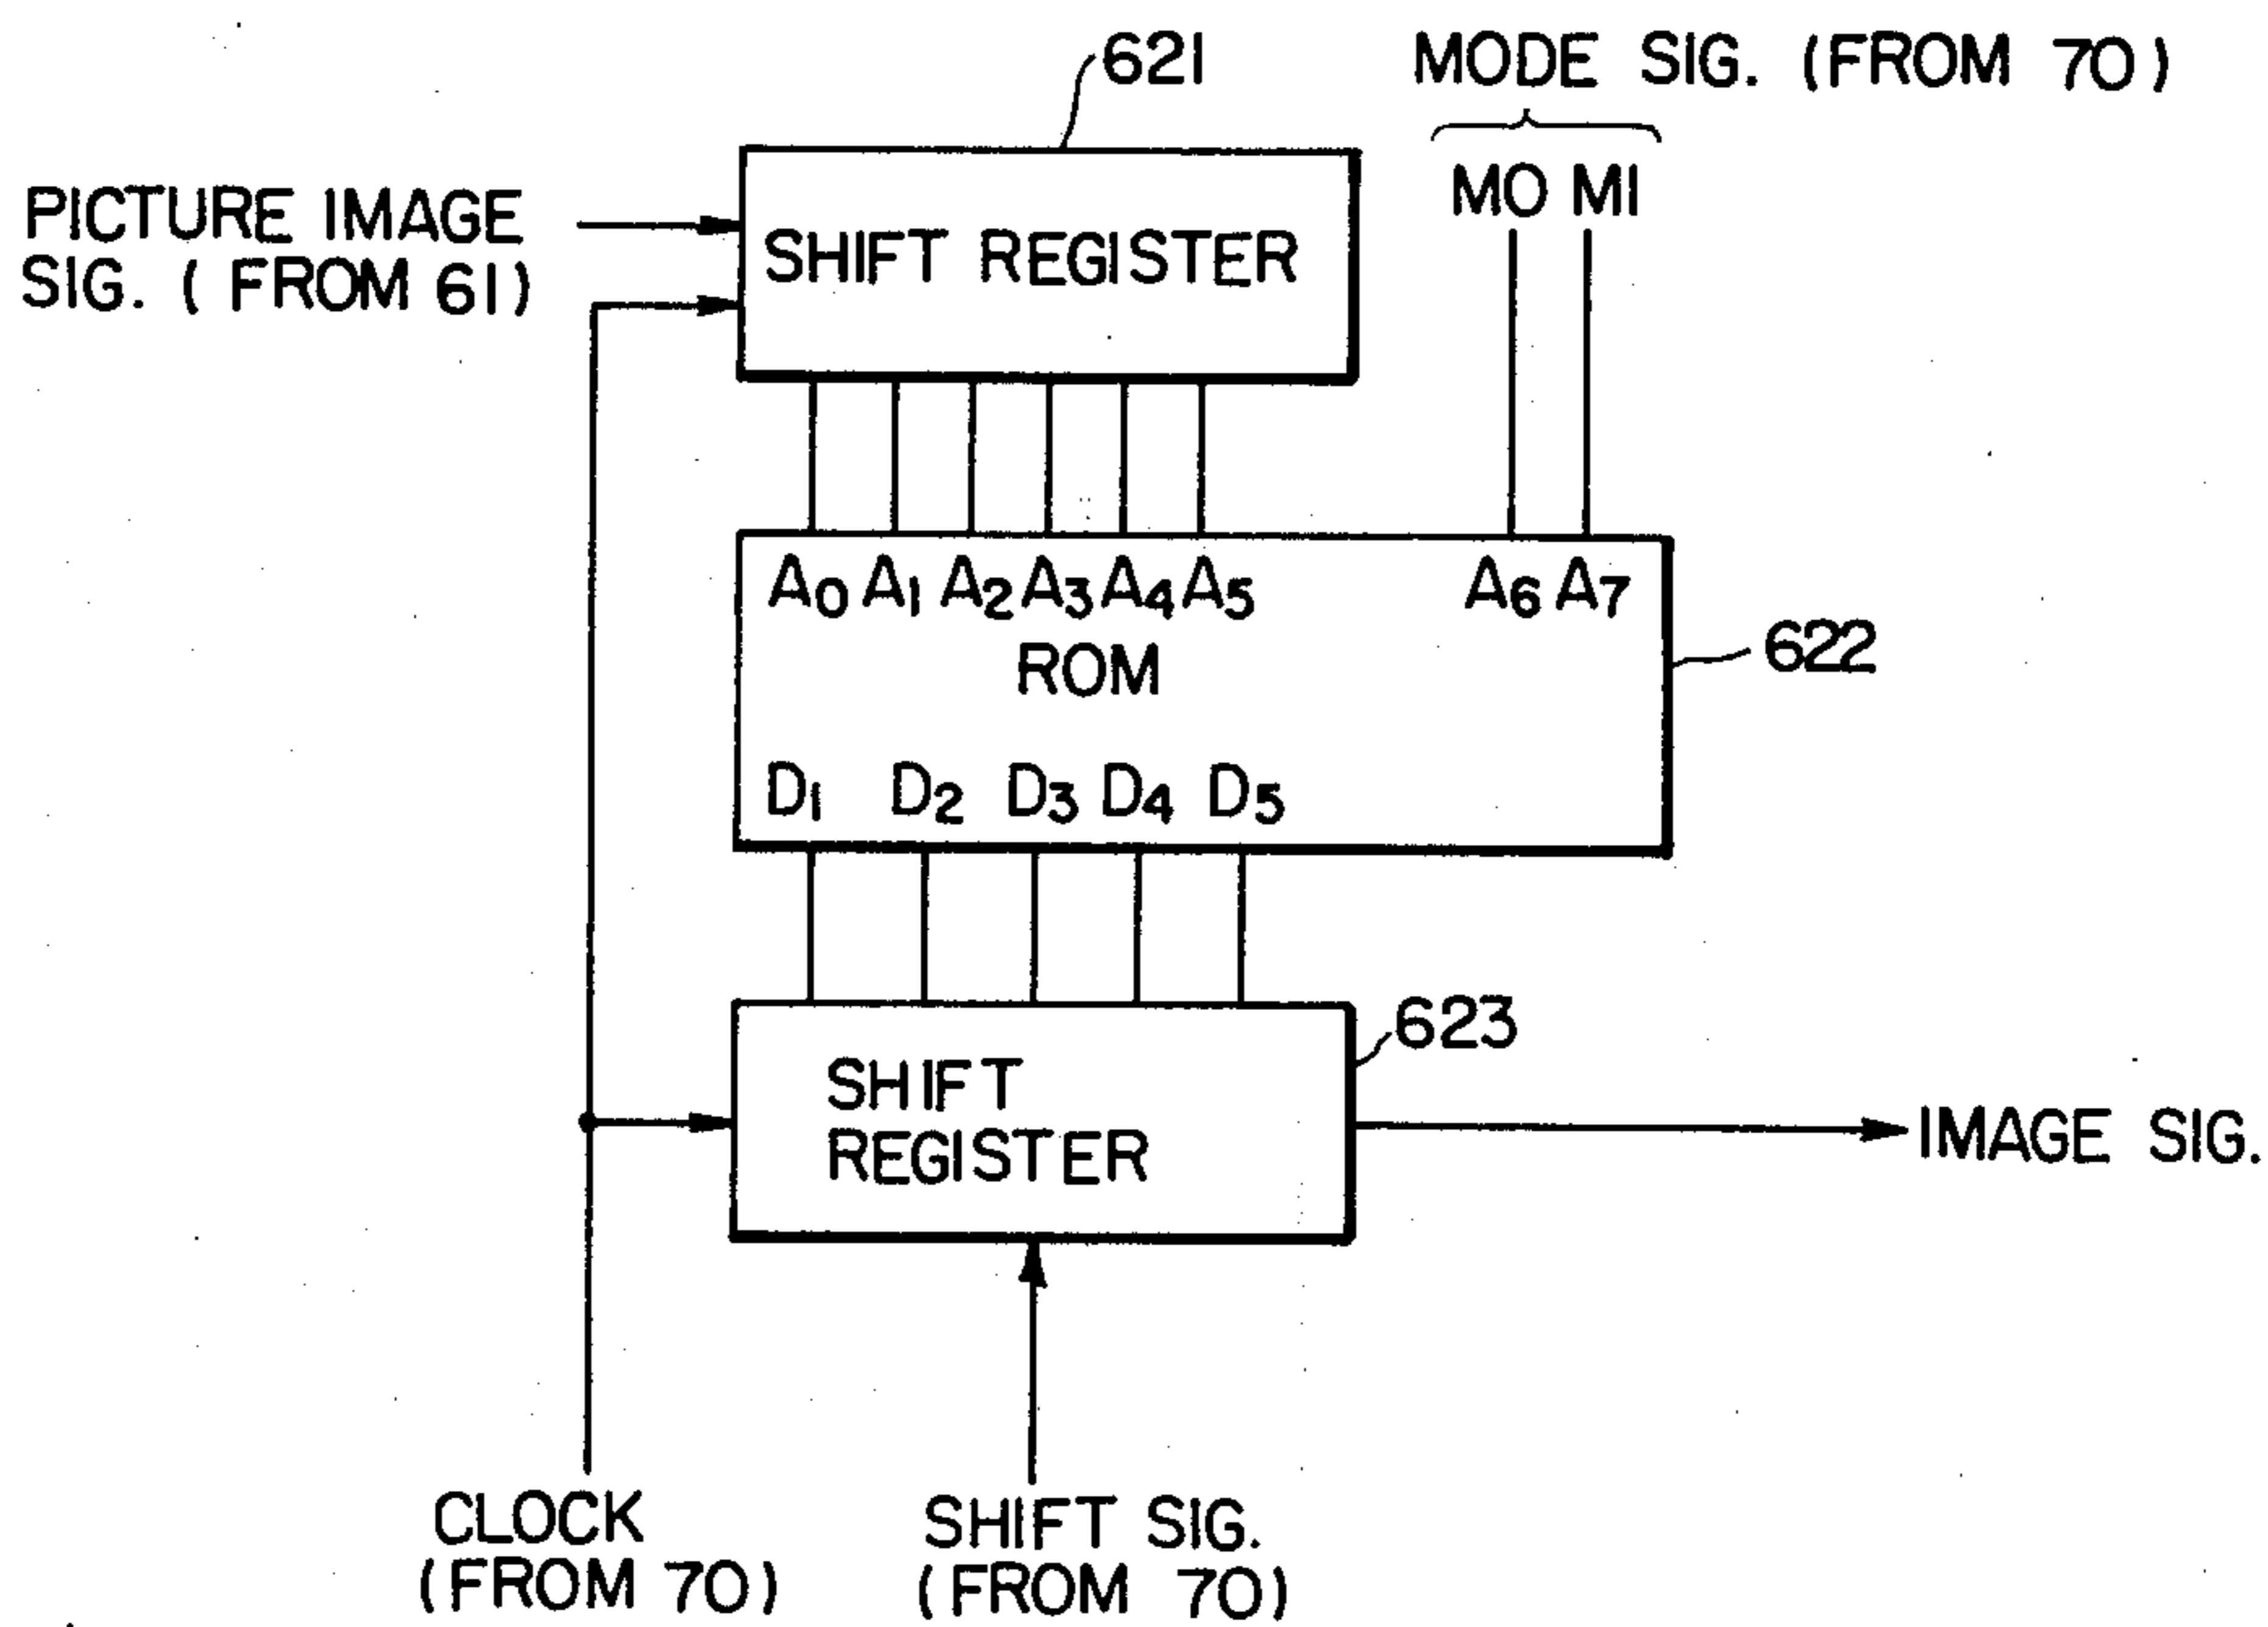 621
MODE SIG. (FROM 70)
M0 M1
PICTURE IMAGE
SIG. (FROM 61)
SHIFT REGISTER
A0 A1 A2 A3 A4 A5 A6 A7
ROM
622
D1 D2 D3 D4 D5
623
SHIFT
REGISTER
IMAGE SIG.
CLOCK
(FROM 70)
SHIFT SIG.
(FROM 70)